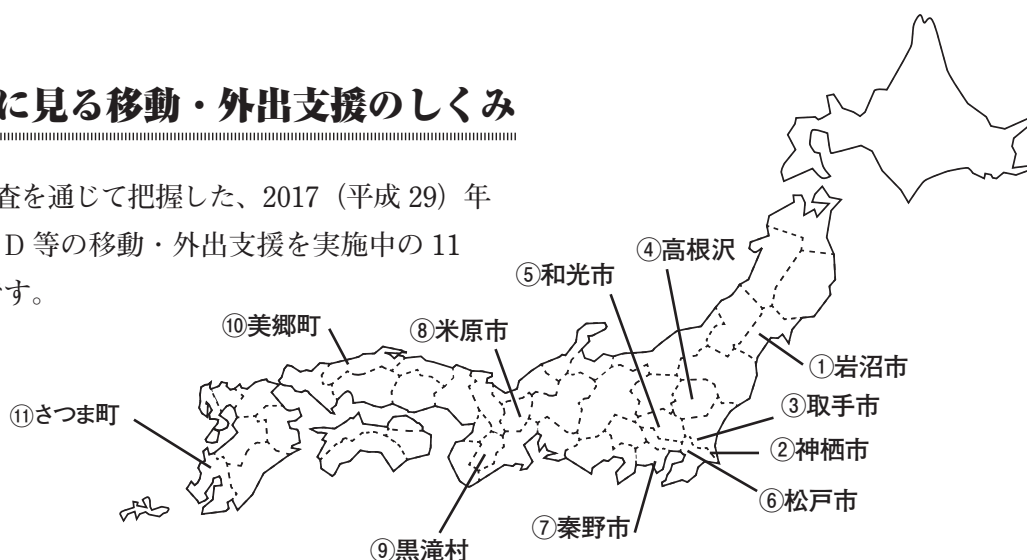 に見る移動・外出支援のしくみ
査を通じて把握した、2017（平成 29）年
D 等の移動・外出支援を実施中の 11
です。
④高根沢
⑤和光市
⑩美郷町
⑧米原市
①岩沼市
③取手市
⑪さつま町
②神栖市
⑥松戸市
⑦秦野市
⑨黒滝村